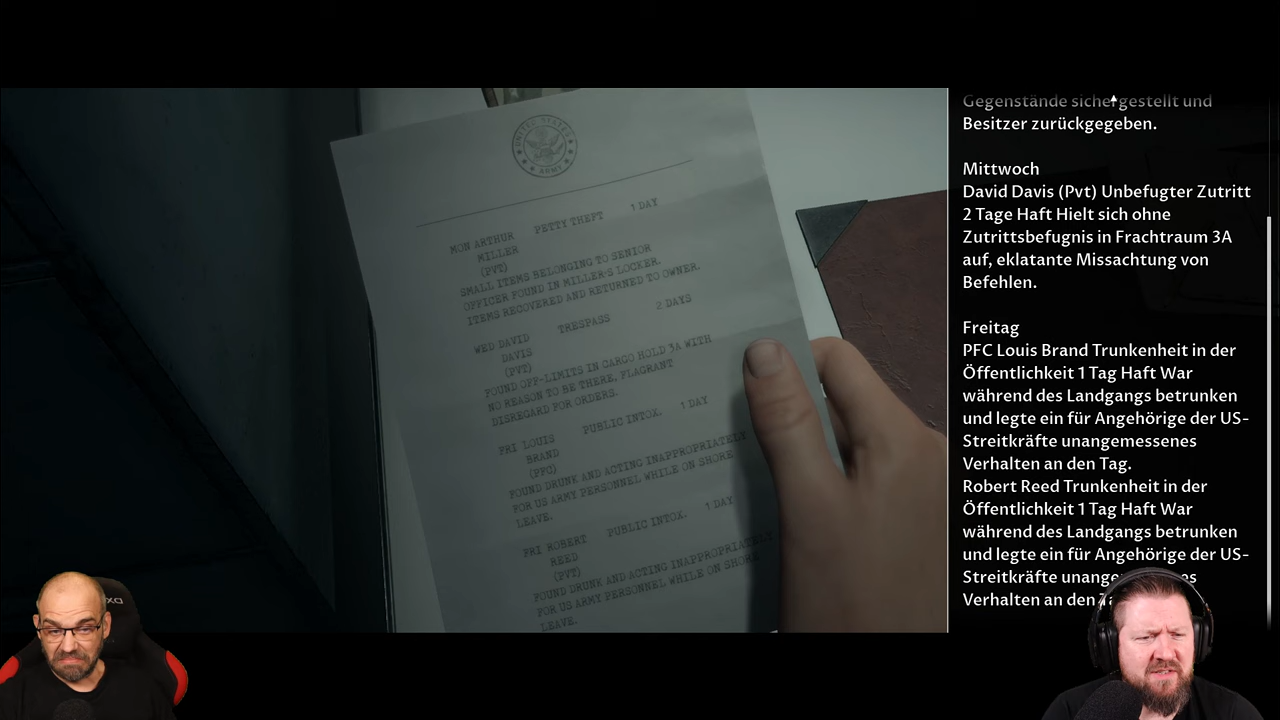 UNITED STATES
ARMY
MON ARTHUR PETTY THEFT 1 DAY
MILLER
(PVT)
SMALL ITEMS BELONGING TO SENIOR
OFFICER FOUND IN MILLER'S LOCKER.
ITEMS RECOVERED AND RETURNED TO OWNER.
WED DAVID TRESPASS 2 DAYS
DAVIS
(PVT)
FOUND OFF-LIMITS IN CARGO HOLD 3A WITH
NO REASON TO BE THERE, FLAGRANT
DISREGARD FOR ORDERS.
FRI LOUIS PUBLIC INTOX. 1 DAY
BRAND
(PFC)
FOUND DRUNK AND ACTING INAPPROPRIATELY
FOR US ARMY PERSONNEL WHILE ON SHORE
LEAVE.
FRI ROBERT PUBLIC INTOX. 1 DAY
REED
(PVT)
FOUND DRUNK AND ACTING INAPPROPRIATELY
FOR US ARMY PERSONNEL WHILE ON SHORE
LEAVE.
Gegenstände sichergestellt und
Besitzer zurückgegeben.
Mittwoch
David Davis (Pvt) Unbefugter Zutritt
2 Tage Haft Hielt sich ohne
Zutrittsbefugnis in Frachtraum 3A
auf, eklatante Missachtung von
Befehlen.
Freitag
PFC Louis Brand Trunkenheit in der
Öffentlichkeit 1 Tag Haft War
während des Landgangs betrunken
und legte ein für Angehörige der US-
Streitkräfte unangemessenes
Verhalten an den Tag.
Robert Reed Trunkenheit in der
Öffentlichkeit 1 Tag Haft War
während des Landgangs betrunken
und legte ein für Angehörige der US-
Streitkräfte
Verhalten an den